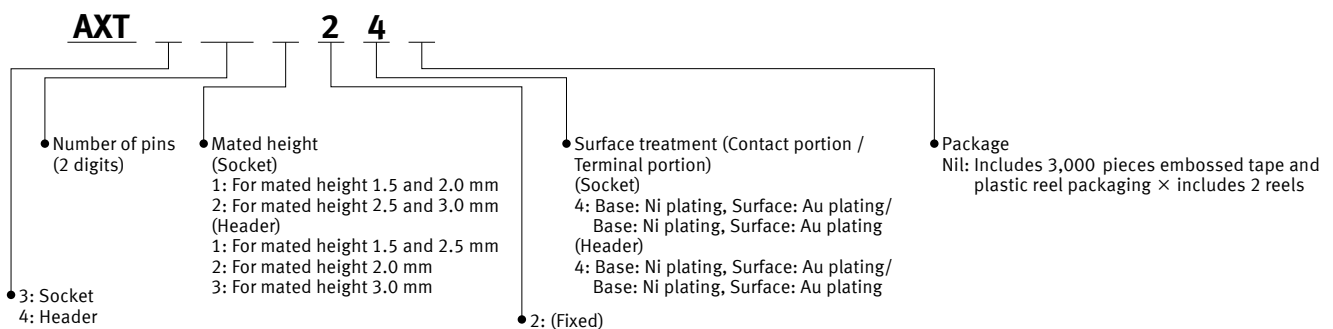 AXT 2 4
Number of pins
(2 digits)
Mated height
(Socket)
1: For mated height 1.5 and 2.0 mm
2: For mated height 2.5 and 3.0 mm
(Header)
1: For mated height 1.5 and 2.5 mm
2: For mated height 2.0 mm
3: For mated height 3.0 mm
Surface treatment (Contact portion /
Terminal portion)
(Socket)
4: Base: Ni plating, Surface: Au plating/
Base: Ni plating, Surface: Au plating
(Header)
4: Base: Ni plating, Surface: Au plating/
Base: Ni plating, Surface: Au plating
Package
Nil: Includes 3,000 pieces embossed tape and
plastic reel packaging × includes 2 reels
3: Socket
4: Header
2: (Fixed)